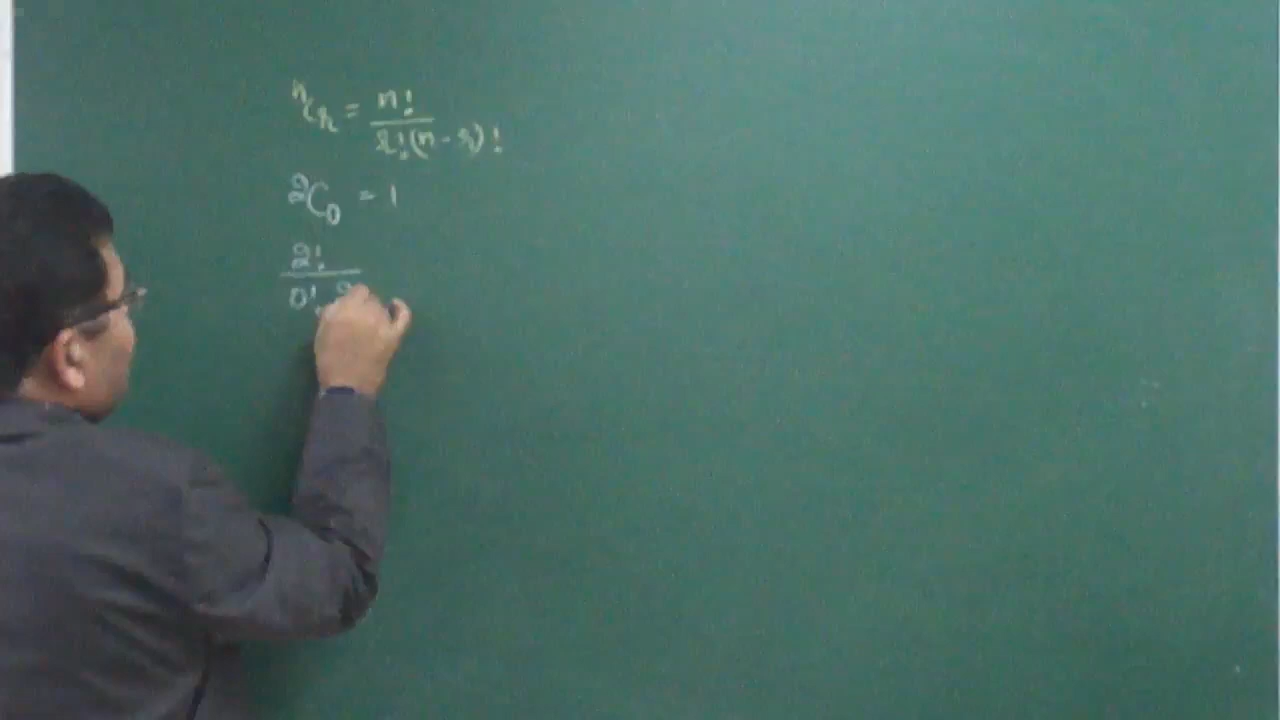 ⁿCᵣ = n! / r!(n - r)!
²C₀ = 1
2! / 0! 2